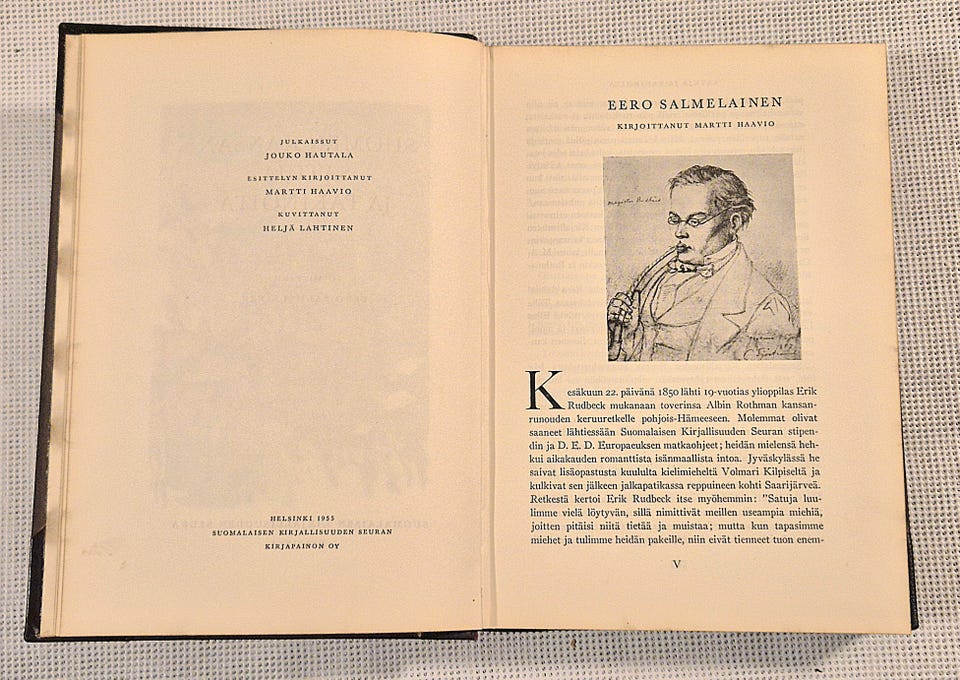 JULKAISSUT
JOUKO HAUTALA
ESITTELYN KIRJOITTANUT
MARTTI HAAVIO
KUVITTANUT
HELJÄ LAHTINEN
HELSINKI 1955
SUOMALAISEN KIRJALLISUUDEN SEURAN
KIRJAPAINON OY
EERO SALMELAINEN
KIRJOITTANUT MARTTI HAAVIO
Kesäkuun 22. päivänä 1850 lähti 19-vuotias ylioppilas Erik
Rudbeck mukanaan toverinsa Albin Rothman kansan-
runouden keruuretkelle pohjois-Hämeeseen. Molemmat olivat
saaneet lähtiessään Suomalaisen Kirjallisuuden Seuran stipen-
din ja D. E. D. Europaeuksen matkaohjeet; heidän mielensä heh-
kui aikakauden romanttista isänmaallista intoa. Jyväskylässä he
saivat lisäopastusta kuululta kielimieheltä Volmari Kilpiseltä ja
kulkivat sen jälkeen jalkapatikassa reppuineen kohti Saarijärveä.
Retkestä kertoi Erik Rudbeck itse myöhemmin: ”Satuja luu-
limme vielä löytyvän, sillä nimittivät meillen useampia miehiä,
joitten pitäisi niitä tietää ja muistaa; mutta kun tapasimme
miehet ja tulimme heidän pakeille, niin eivät tienneet tuon enem-
V